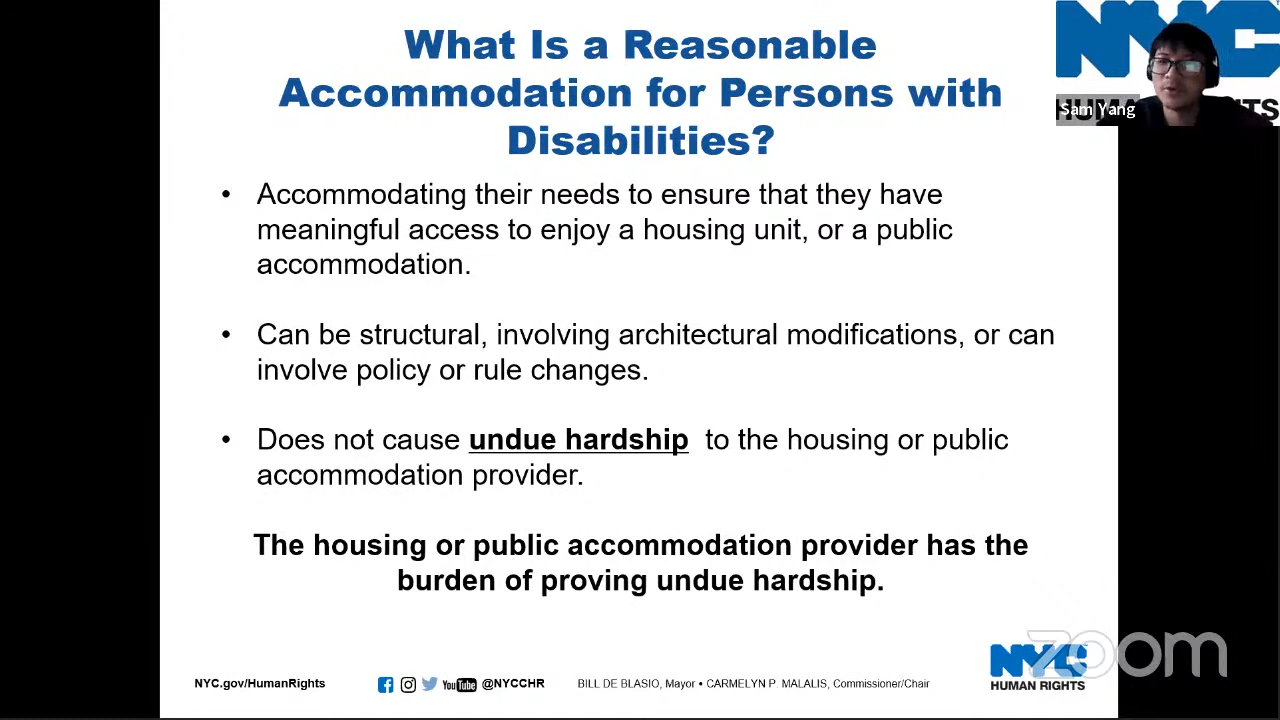 What Is a Reasonable
Accommodation for Persons with
Disabilities?
• Accommodating their needs to ensure that they have
meaningful access to enjoy a housing unit, or a public
accommodation.
• Can be structural, involving architectural modifications, or can
involve policy or rule changes.
• Does not cause undue hardship to the housing or public
accommodation provider.
The housing or public accommodation provider has the
burden of proving undue hardship.
NYC
HUMAN RIGHTS
Sam Yang
zoom
NYC
HUMAN RIGHTS
NYC.gov/HumanRights
YouTube @NYCCHR
BILL DE BLASIO, Mayor • CARMELYN P. MALALIS, Commissioner/Chair